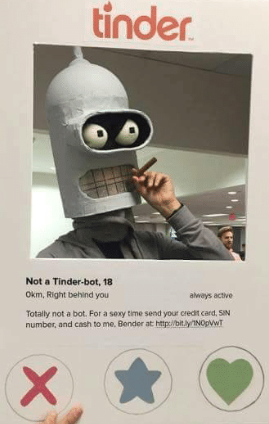 tinder
Not a Tinder-bot, 18
0km, Right behind you always active
Totally not a bot. For a sexy time send your credit card, SIN
number, and cash to me, Bender at: http://bit.ly/1N0pVwT